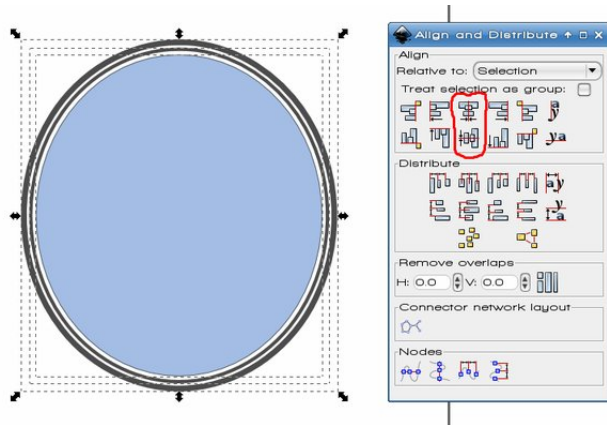 Align and Distribute
Align
Relative to: Selection
Treat selection as group:
Distribute
Remove overlaps
H: 0.0 V: 0.0
Connector network layout
Nodes